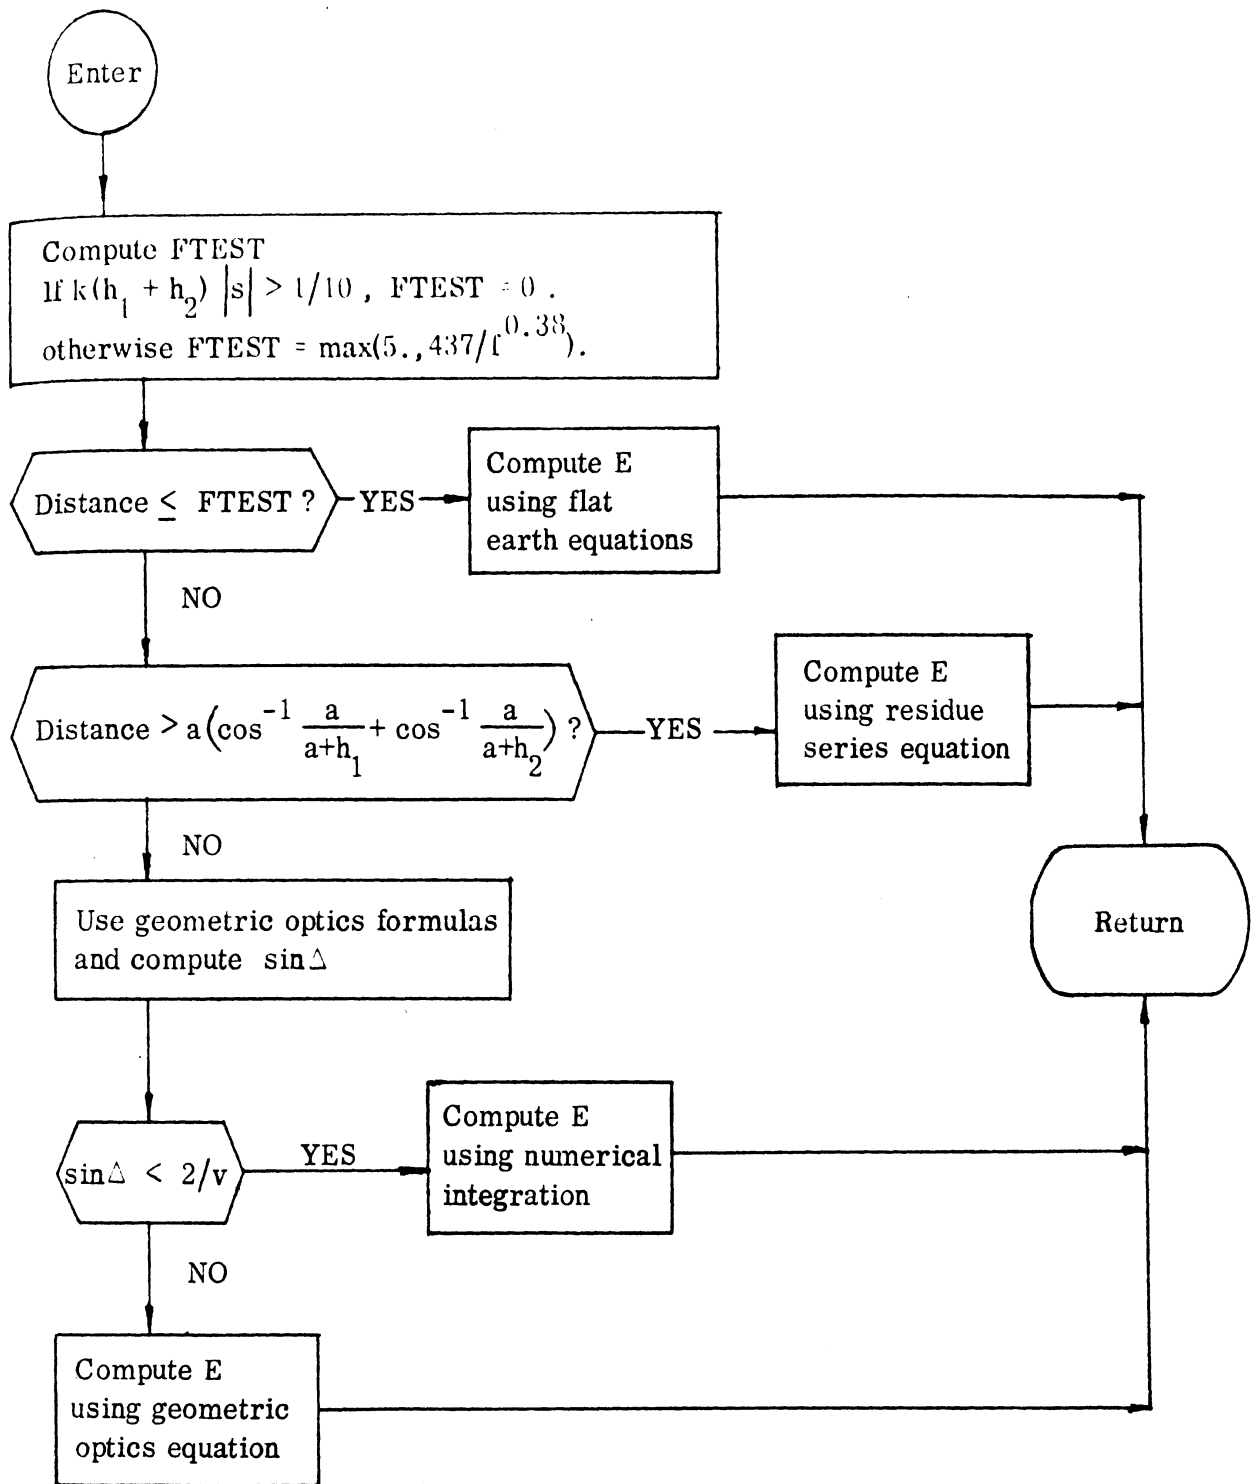 Enter
Compute FTEST
If k(h₁ + h₂) |s| > 1/10 , FTEST = 0 .
otherwise FTEST = max(5., 437/f^0.38).
Distance ≤ FTEST ?
YES
Compute E
using flat
earth equations
NO
Distance > a(cos⁻¹ a/(a+h₁) + cos⁻¹ a/(a+h₂)) ?
YES
Compute E
using residue
series equation
NO
Use geometric optics formulas
and compute sinΔ
Return
sinΔ < 2/v
YES
Compute E
using numerical
integration
NO
Compute E
using geometric
optics equation